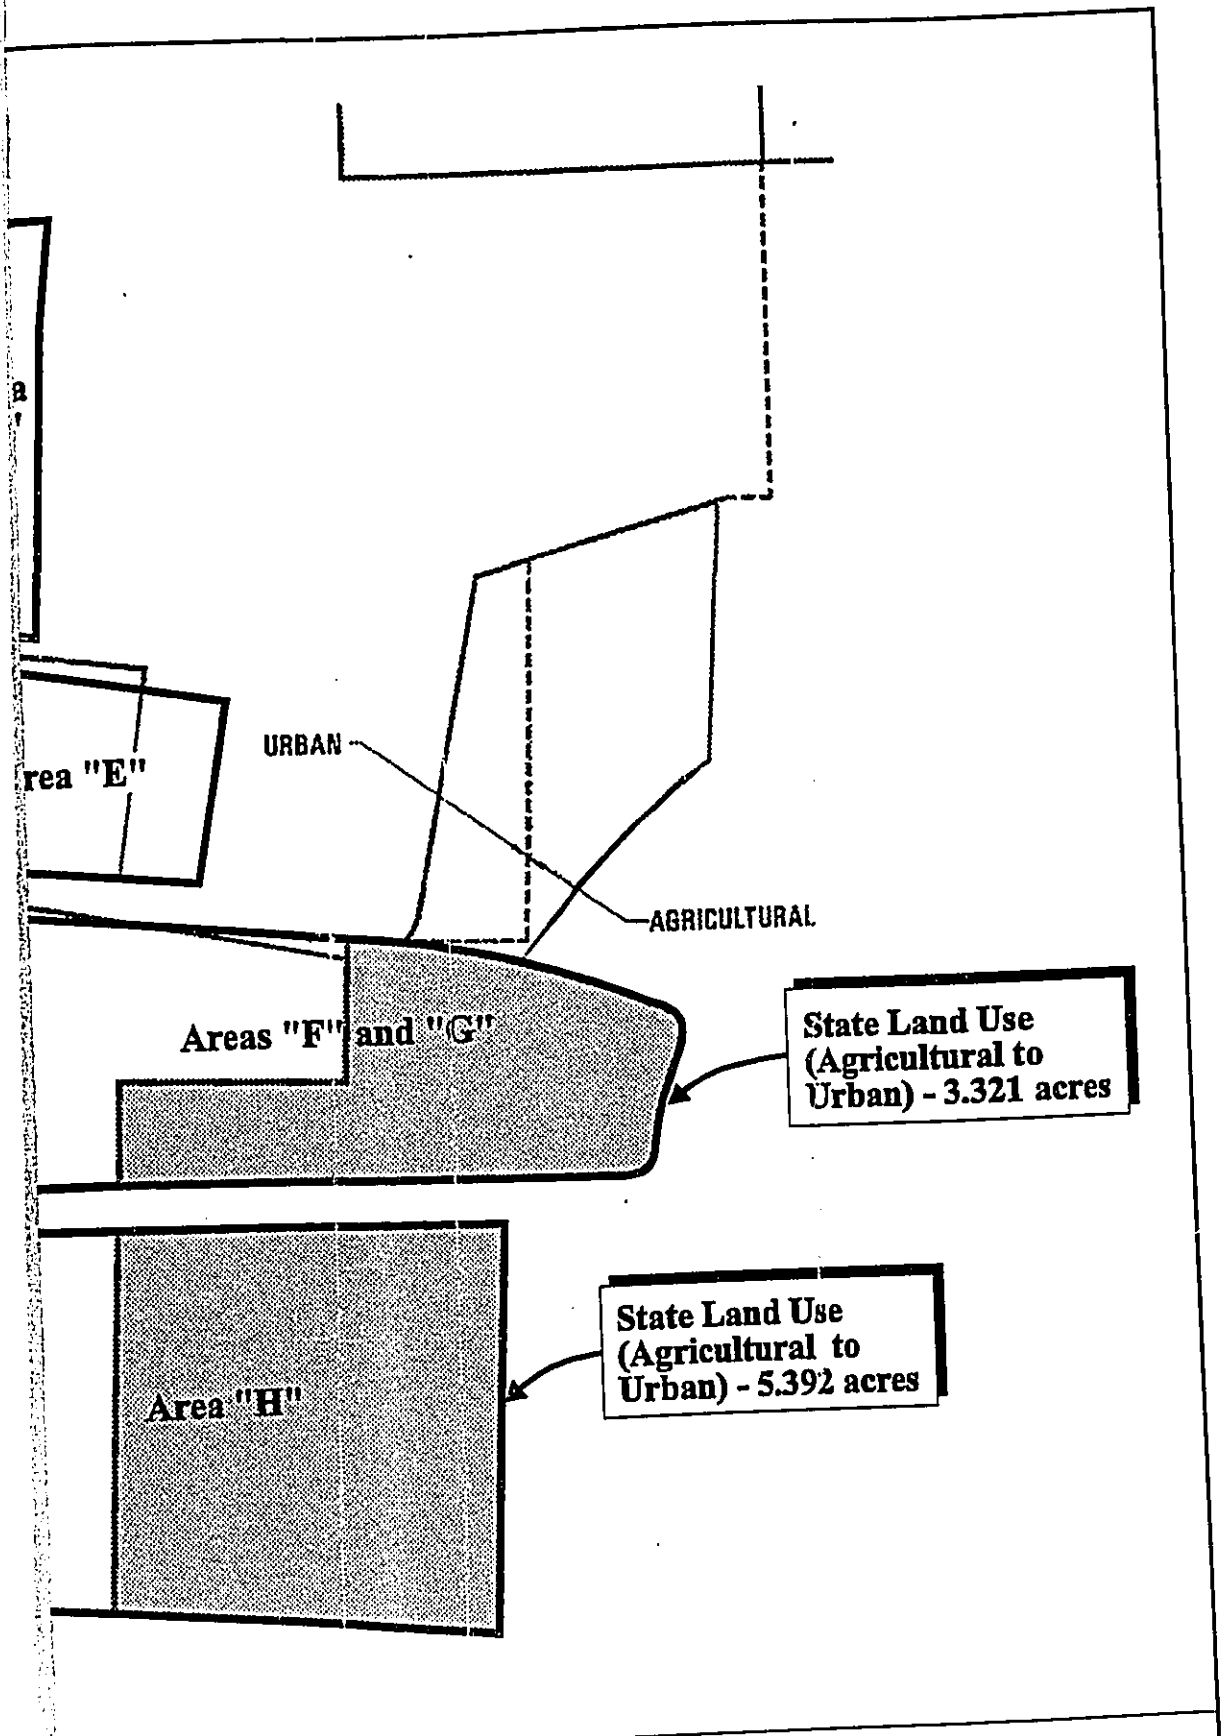 a
"
rea "E"
URBAN
AGRICULTURAL
Areas "F" and "G"
State Land Use
(Agricultural to
Urban) - 3.321 acres
State Land Use
(Agricultural to
Urban) - 5.392 acres
Area "H"